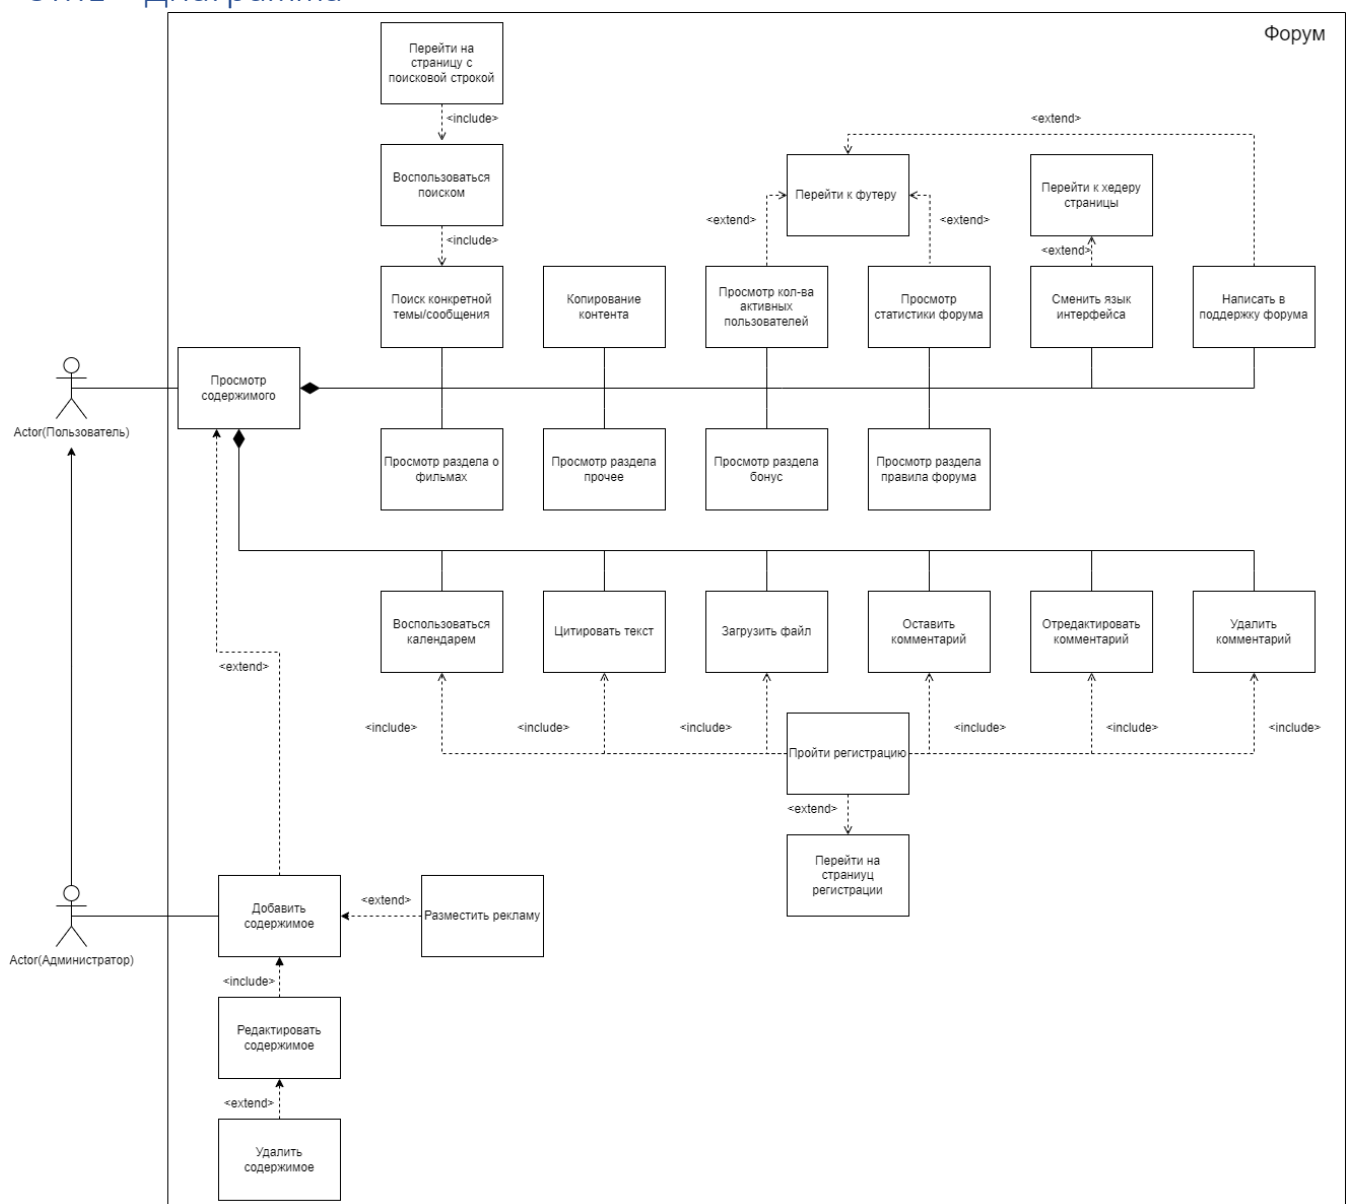 UML – диаграмма
Форум
Перейти на
страницу с
поисковой строкой
<include>
<extend>
Воспользоваться
поиском
Перейти к футеру
Перейти к хедеру
страницы
<extend>
<extend>
<include>
<extend>
Поиск конкретной
темы/сообщения
Копирование
контента
Просмотр кол-ва
активных
пользователей
Просмотр
статистики форума
Сменить язык
интерфейса
Написать в
поддержку форума
Просмотр
содержимого
Actor(Пользователь)
Просмотр раздела о
фильмах
Просмотр раздела
прочее
Просмотр раздела
бонус
Просмотр раздела
правила форума
Воспользоваться
календарем
Цитировать текст
Загрузить файл
Оставить
комментарий
Отредактировать
комментарий
Удалить
комментарий
<extend>
<include>
<include>
<include>
<include>
<include>
<include>
Пройти регистрацию
<extend>
Перейти на
страниуц
регистрации
Добавить
содержимое
<extend>
Разместить рекламу
Actor(Администратор)
<include>
Редактировать
содержимое
<extend>
Удалить
содержимое